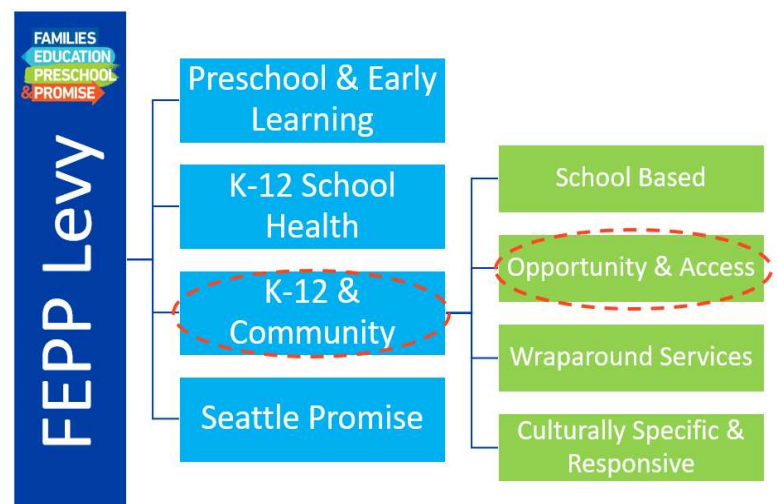 FAMILIES
EDUCATION
PRESCHOOL
& PROMISE
FEPP Levy
Preschool & Early
Learning
K-12 School
Health
K-12 &
Community
Seattle Promise
School Based
Opportunity & Access
Wraparound Services
Culturally Specific &
Responsive